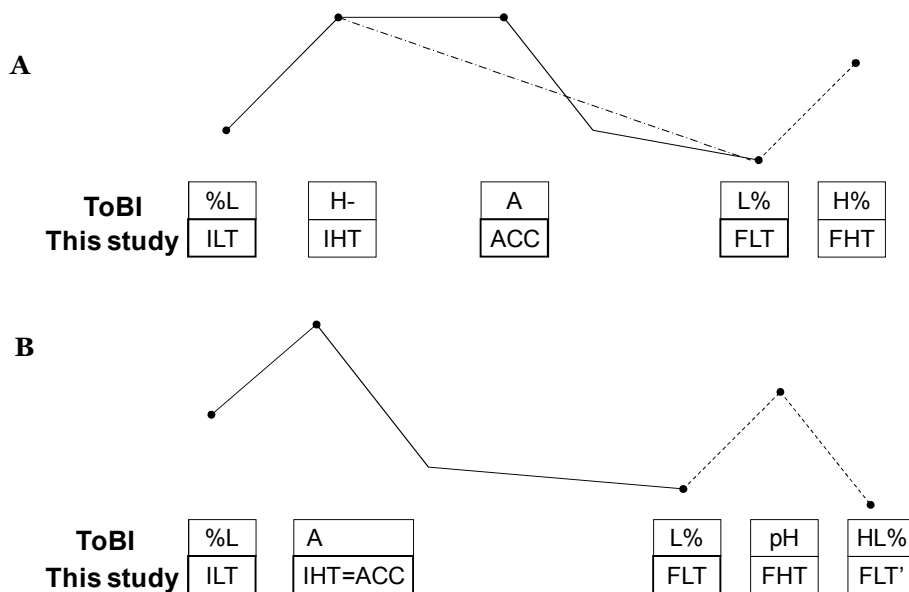 A
ToBI %L H- A L% H%
This study ILT IHT ACC FLT FHT
B
ToBI %L A L% pH HL%
This study ILT IHT=ACC FLT FHT FLT’